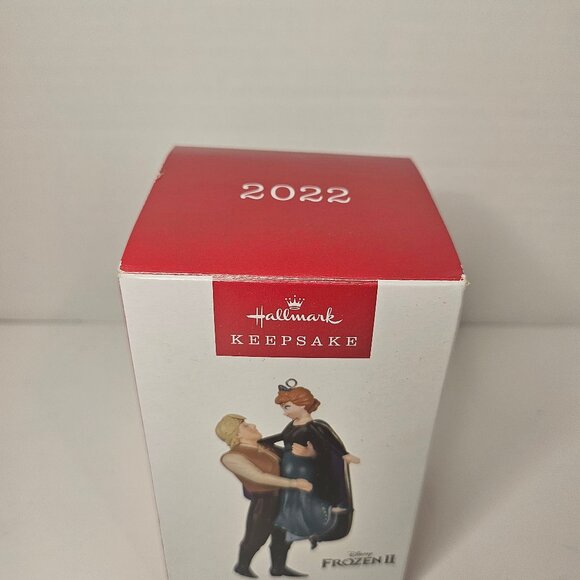 2022
Hallmark
KEEPSAKE
Disney
FROZEN II